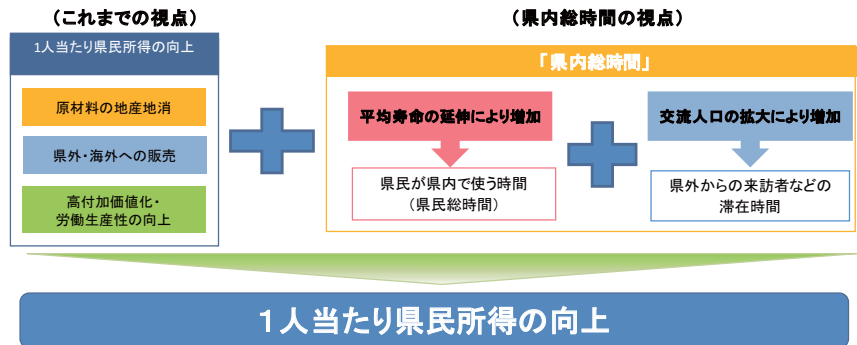 （これまでの視点）
1人当たり県民所得の向上
原材料の地産地消
県外・海外への販売
高付加価値化・
労働生産性の向上
（県内総時間の視点）
「県内総時間」
平均寿命の延伸により増加
県民が県内で使う時間
（県民総時間）
交流人口の拡大により増加
県外からの来訪者などの
滞在時間
１人当たり県民所得の向上